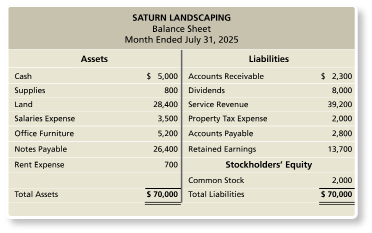 SATURN LANDSCAPING
Balance Sheet
Month Ended July 31, 2025
Assets Liabilities
Cash $ 5,000 Accounts Receivable $ 2,300
Supplies 800 Dividends 8,000
Land 28,400 Service Revenue 39,200
Salaries Expense 3,500 Property Tax Expense 2,000
Office Furniture 5,200 Accounts Payable 2,800
Notes Payable 26,400 Retained Earnings 13,700
Rent Expense 700 Stockholders' Equity
Common Stock 2,000
Total Assets $ 70,000 Total Liabilities $ 70,000